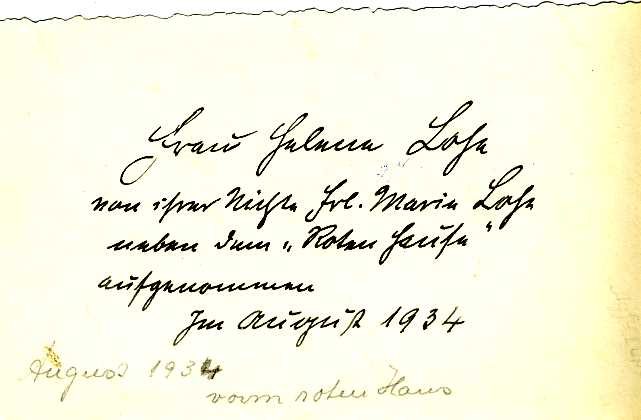 Frau Helene Lohse
von ihrer Nichte Frl. Marie Lohse
neben dem „Roten Hause"
aufgenommen
Im August 1934
August 1934
vorm roten Haus